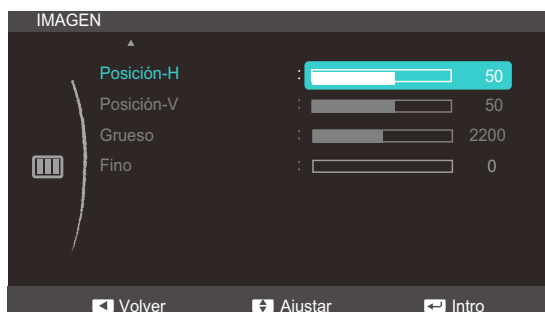 IMAGEN
Posición-H : 50
Posición-V : 50
Grueso : 2200
Fino : 0
Volver Ajustar Intro